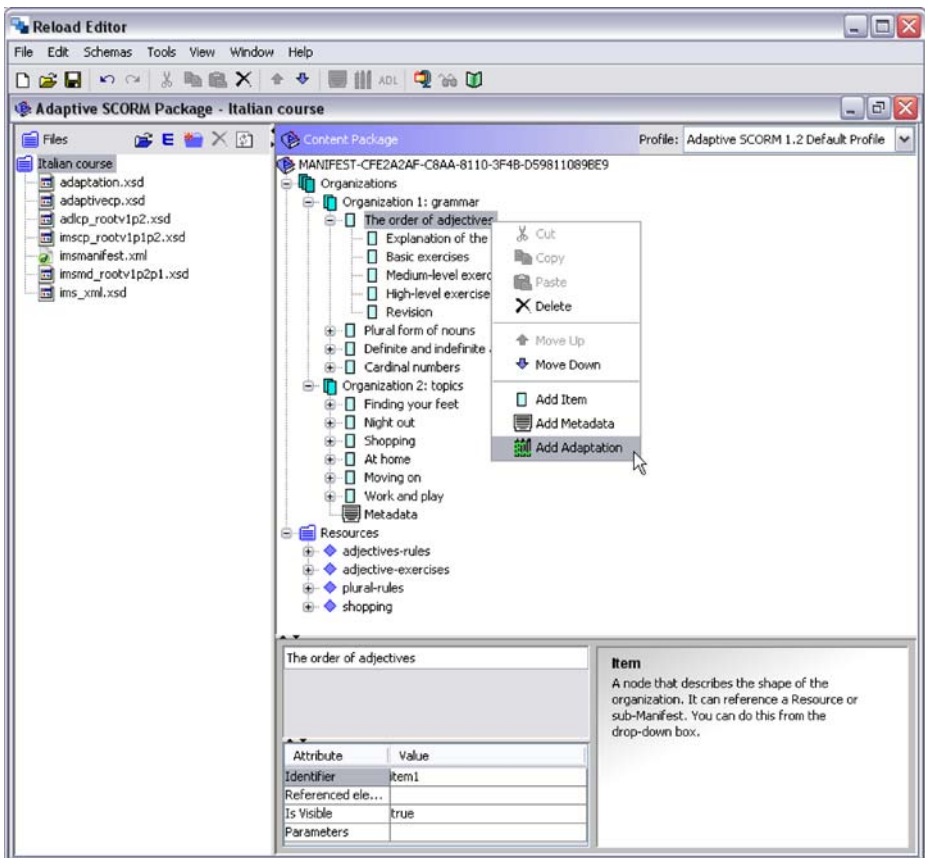 Reload Editor
File Edit Schemas Tools View Window Help
ADL
Adaptive SCORM Package - Italian course
Files
E
Content Package
Profile: Adaptive SCORM 1.2 Default Profile
Italian course
adaptation.xsd
adaptivecp.xsd
adlcp_rootv1p2.xsd
imscp_rootv1p1p2.xsd
imsmanifest.xml
imsmd_rootv1p2p1.xsd
ims_xml.xsd
MANIFEST-CFE2A2AF-C8AA-8110-3F4B-D59811089BE9
Organizations
Organization 1: grammar
The order of adjectives
Explanation of the
Basic exercises
Medium-level exerc
High-level exercise
Revision
Plural form of nouns
Definite and indefinite
Cardinal numbers
Organization 2: topics
Finding your feet
Night out
Shopping
At home
Moving on
Work and play
Metadata
Resources
adjectives-rules
adjective-exercises
plural-rules
shopping
Cut
Copy
Paste
Delete
Move Up
Move Down
Add Item
Add Metadata
Add Adaptation
The order of adjectives
Attribute Value
Identifier item1
Referenced ele...
Is Visible true
Parameters
Item
A node that describes the shape of the
organization. It can reference a Resource or
sub-Manifest. You can do this from the
drop-down box.